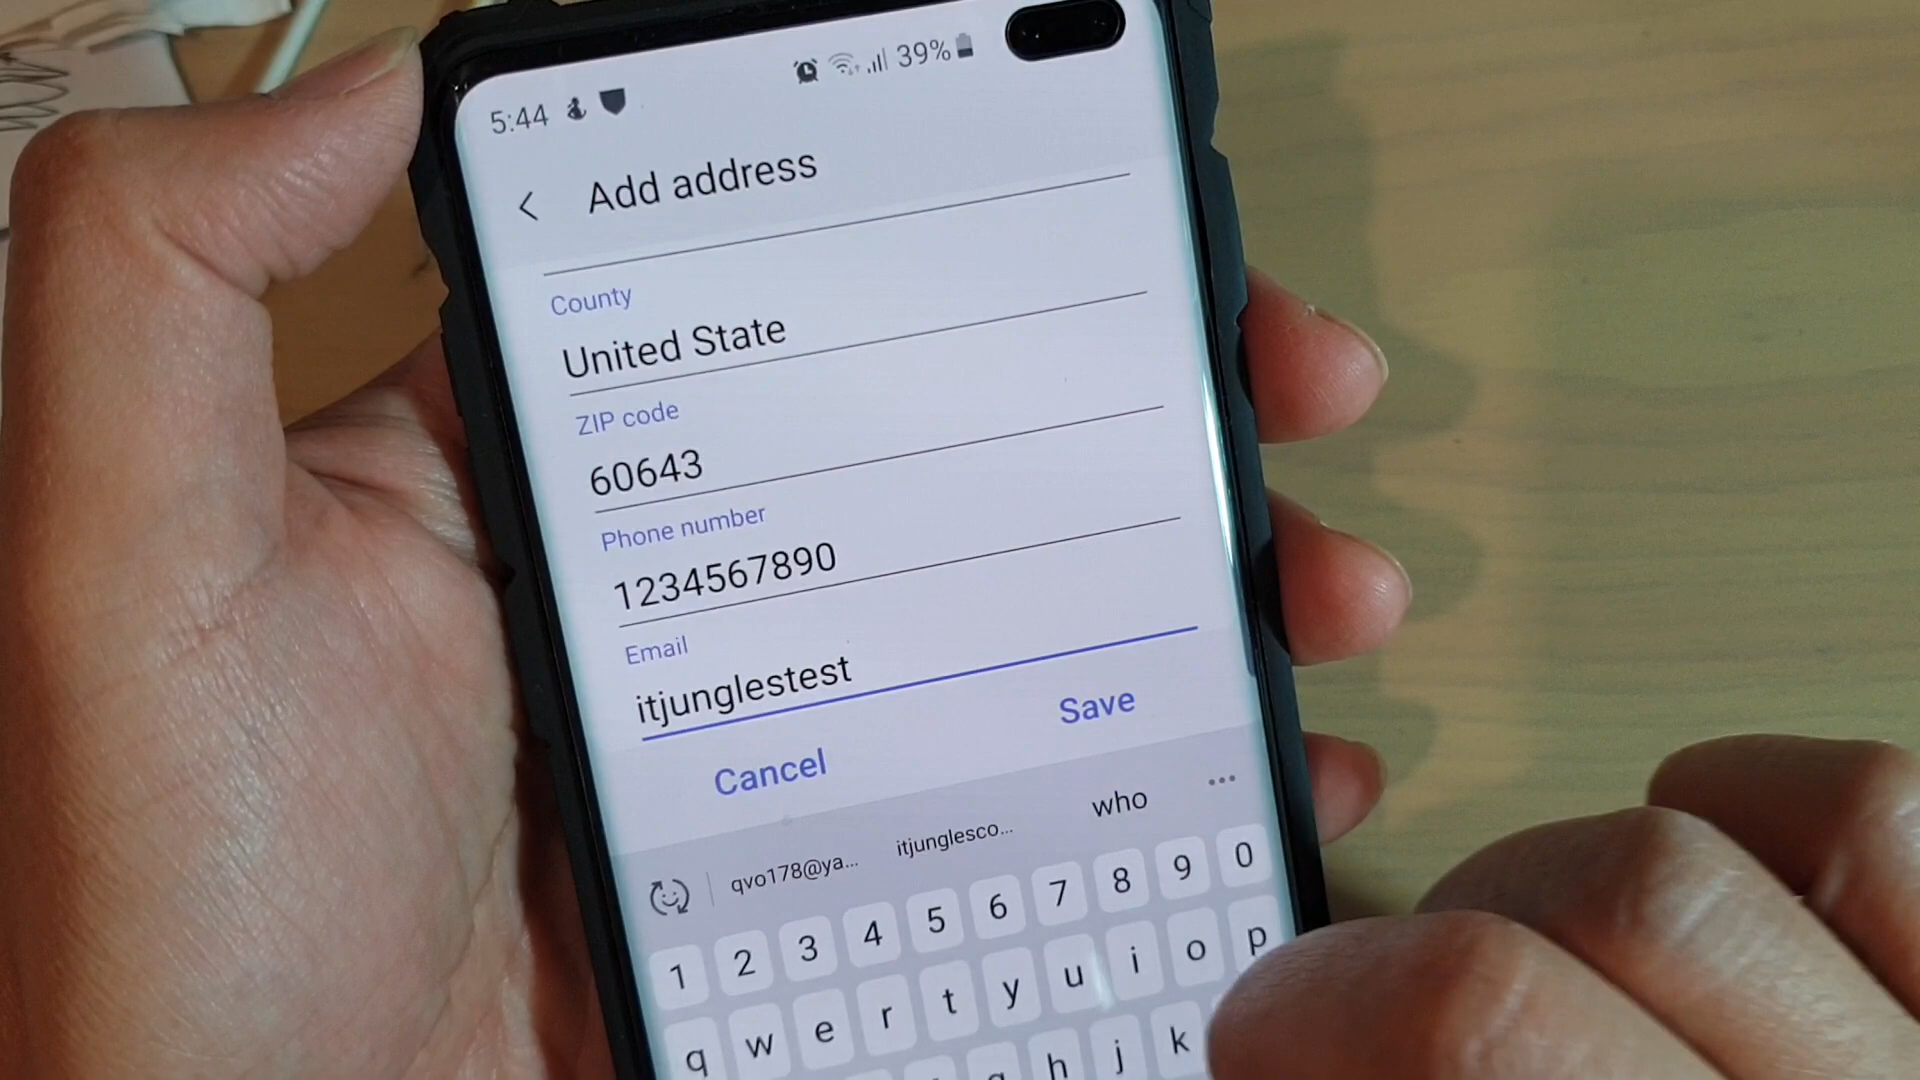 5:44 39%
Add address
County
United State
ZIP code
60643
Phone number
1234567890
Email
itjunglestest
Cancel Save
qvo178@ya... itjunglesco... who ...
1 2 3 4 5 6 7 8 9 0
q w e r t y u i o p
h j k